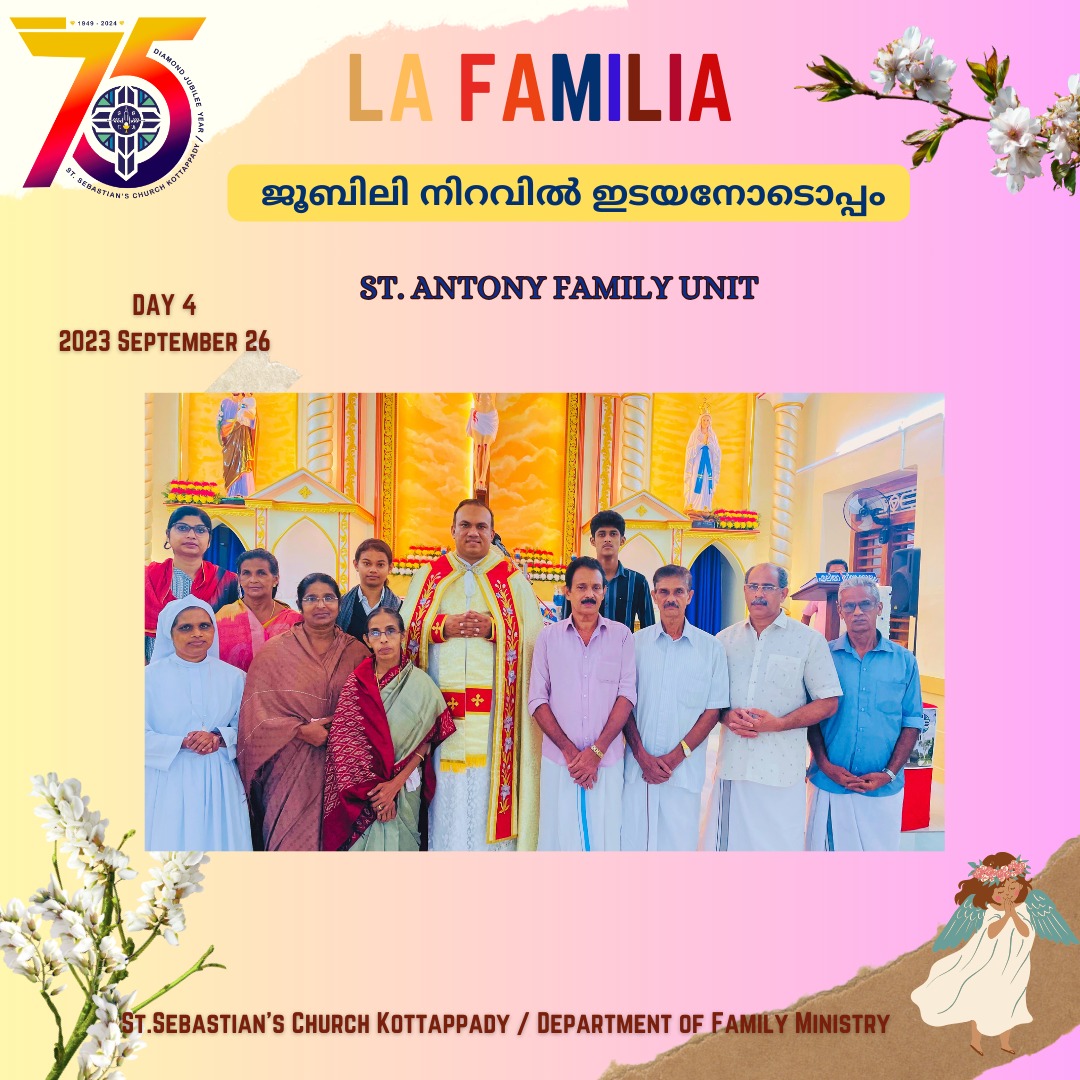 1949 - 2024
75
DIAMOND JUBILEE YEAR /
ST. SEBASTIAN'S CHURCH KOTTAPPADY /
LA FAMILIA
ജൂബിലി നിറവിൽ ഇടയനോടൊപ്പം
ST. ANTONY FAMILY UNIT
DAY 4
2023 SEPTEMBER 26
ST.SEBASTIAN'S CHURCH KOTTAPPADY / DEPARTMENT OF FAMILY MINISTRY